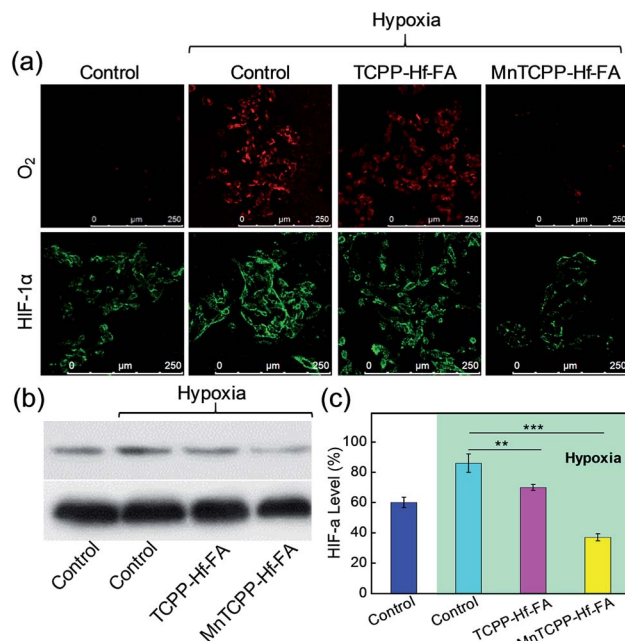 Hypoxia
(a)
Control Control TCPP-Hf-FA MnTCPP-Hf-FA
O₂
0 µm 250 0 µm 250 0 µm 250 0 µm 250
HIF-1α
0 µm 250 0 µm 250 0 µm 250 0 µm 250
(b)
Hypoxia
Control
Control
TCPP-Hf-FA
MnTCPP-Hf-FA
(c)
HIF-a Level (%)
100
80
60
40
20
0
***
**
Hypoxia
Control
Control
TCPP-Hf-FA
MnTCPP-Hf-FA